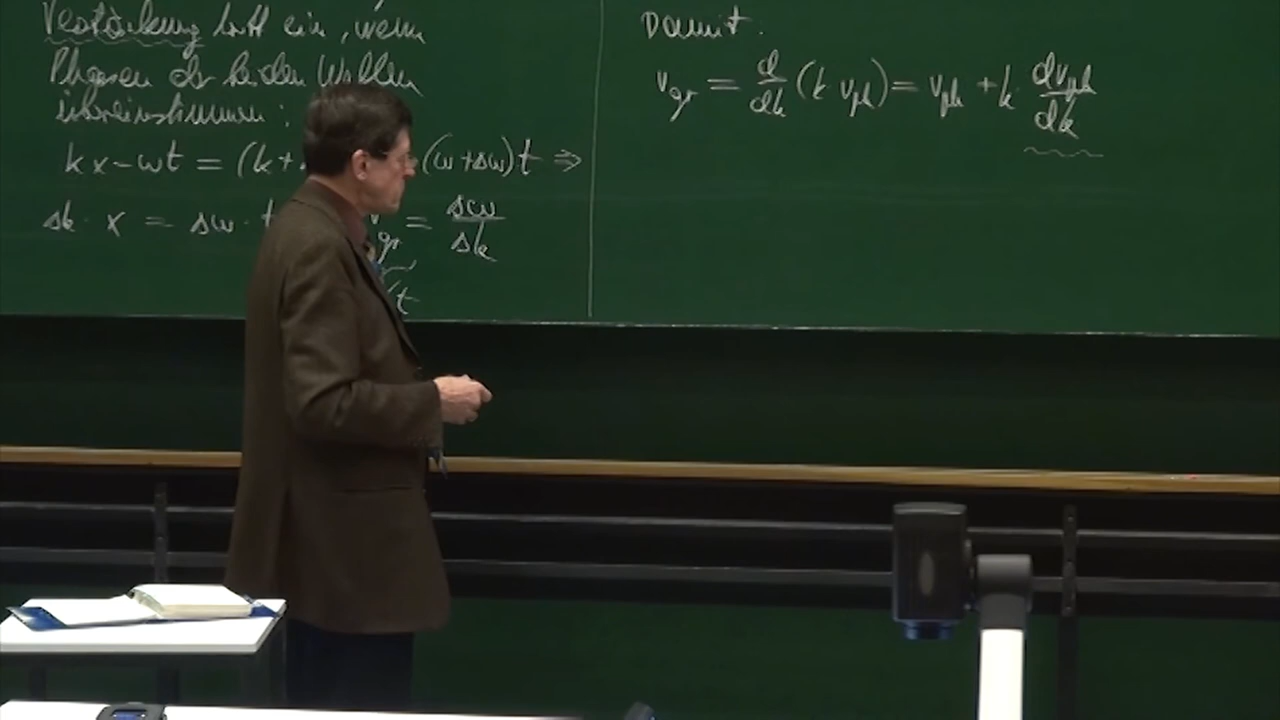 Verstärkung tritt ein, wenn
Phasen der beiden Wellen
übereinstimmen:
kx-ωt = (k+ (ω+Δω)t ⇒
Δk · x = Δω · t gr = Δω/Δk
/t
Damit:
v_gr = d/dk (k v_ph) = v_ph + k · dv_ph/dk